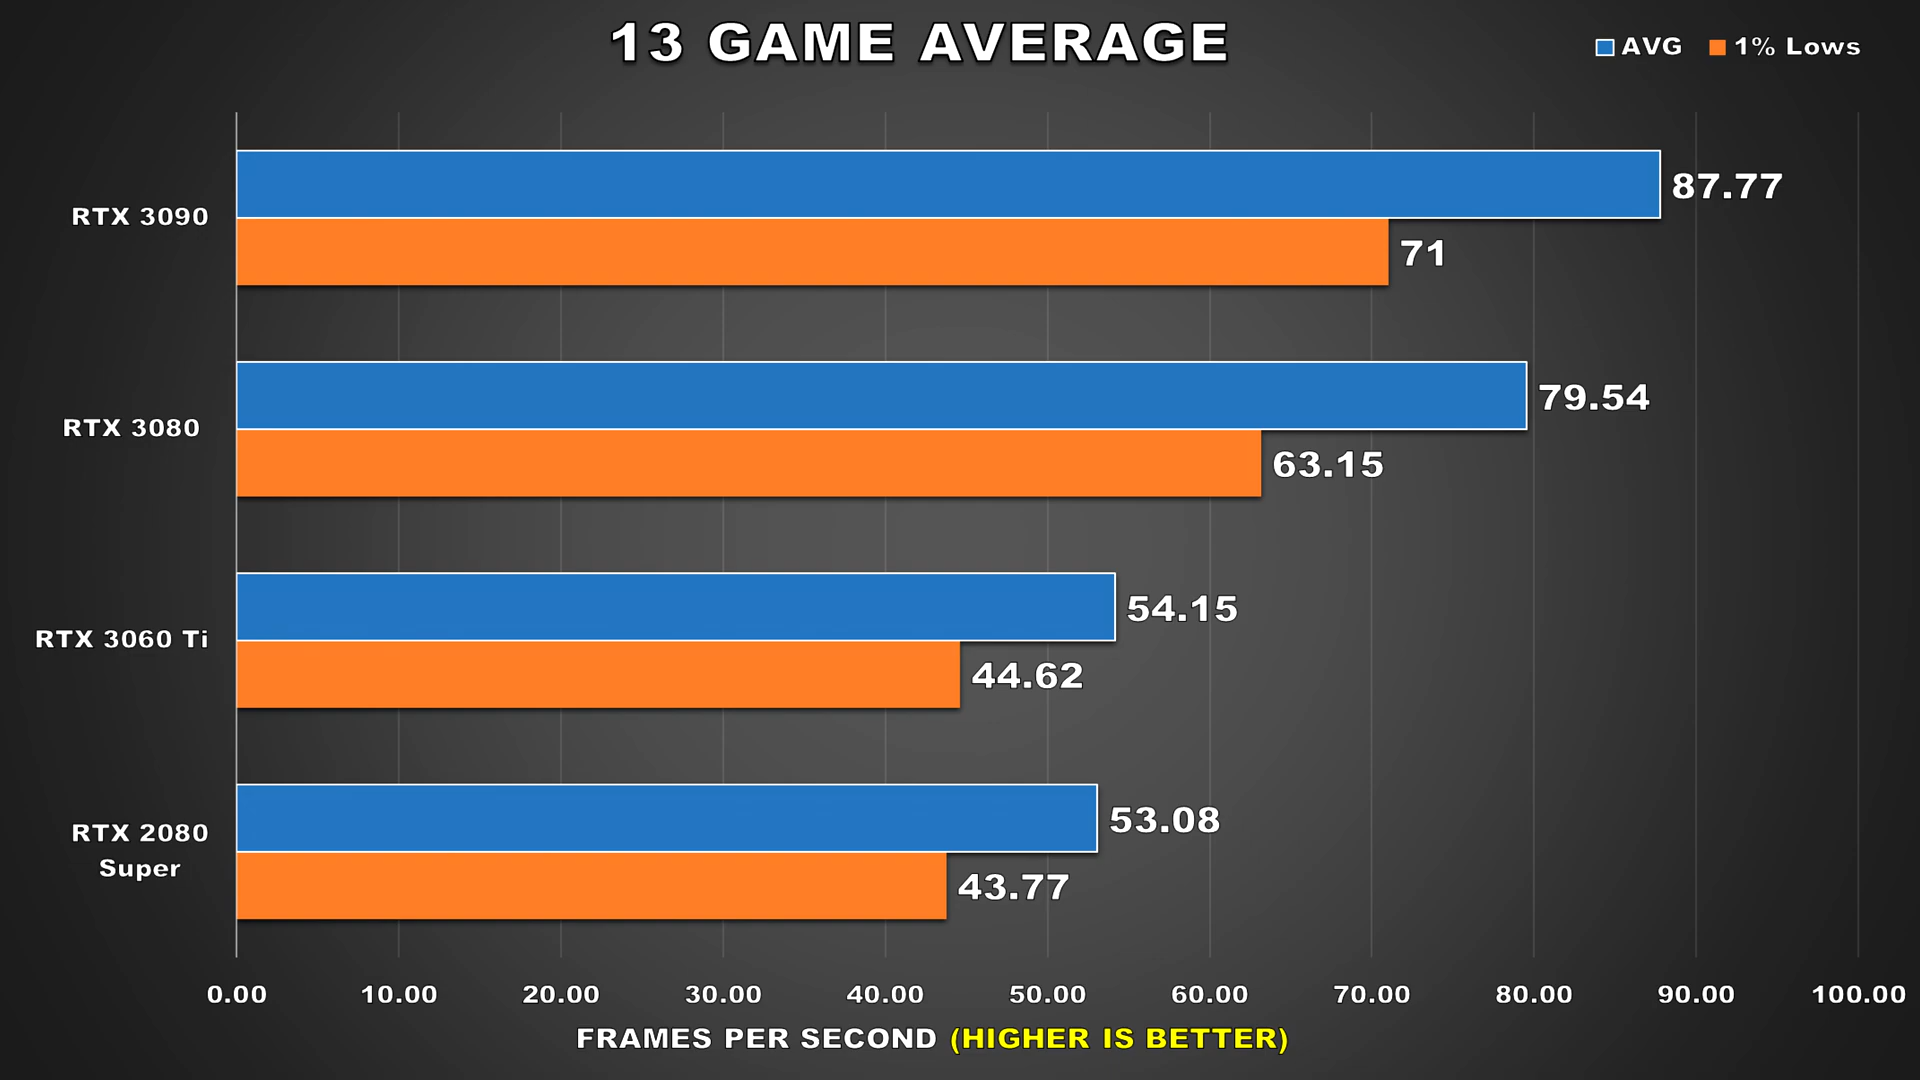 13 GAME AVERAGE
AVG 1% Lows
RTX 3090
87.77
71
RTX 3080
79.54
63.15
RTX 3060 Ti
54.15
44.62
RTX 2080
Super
53.08
43.77
0.00 10.00 20.00 30.00 40.00 50.00 60.00 70.00 80.00 90.00 100.00
FRAMES PER SECOND (HIGHER IS BETTER)